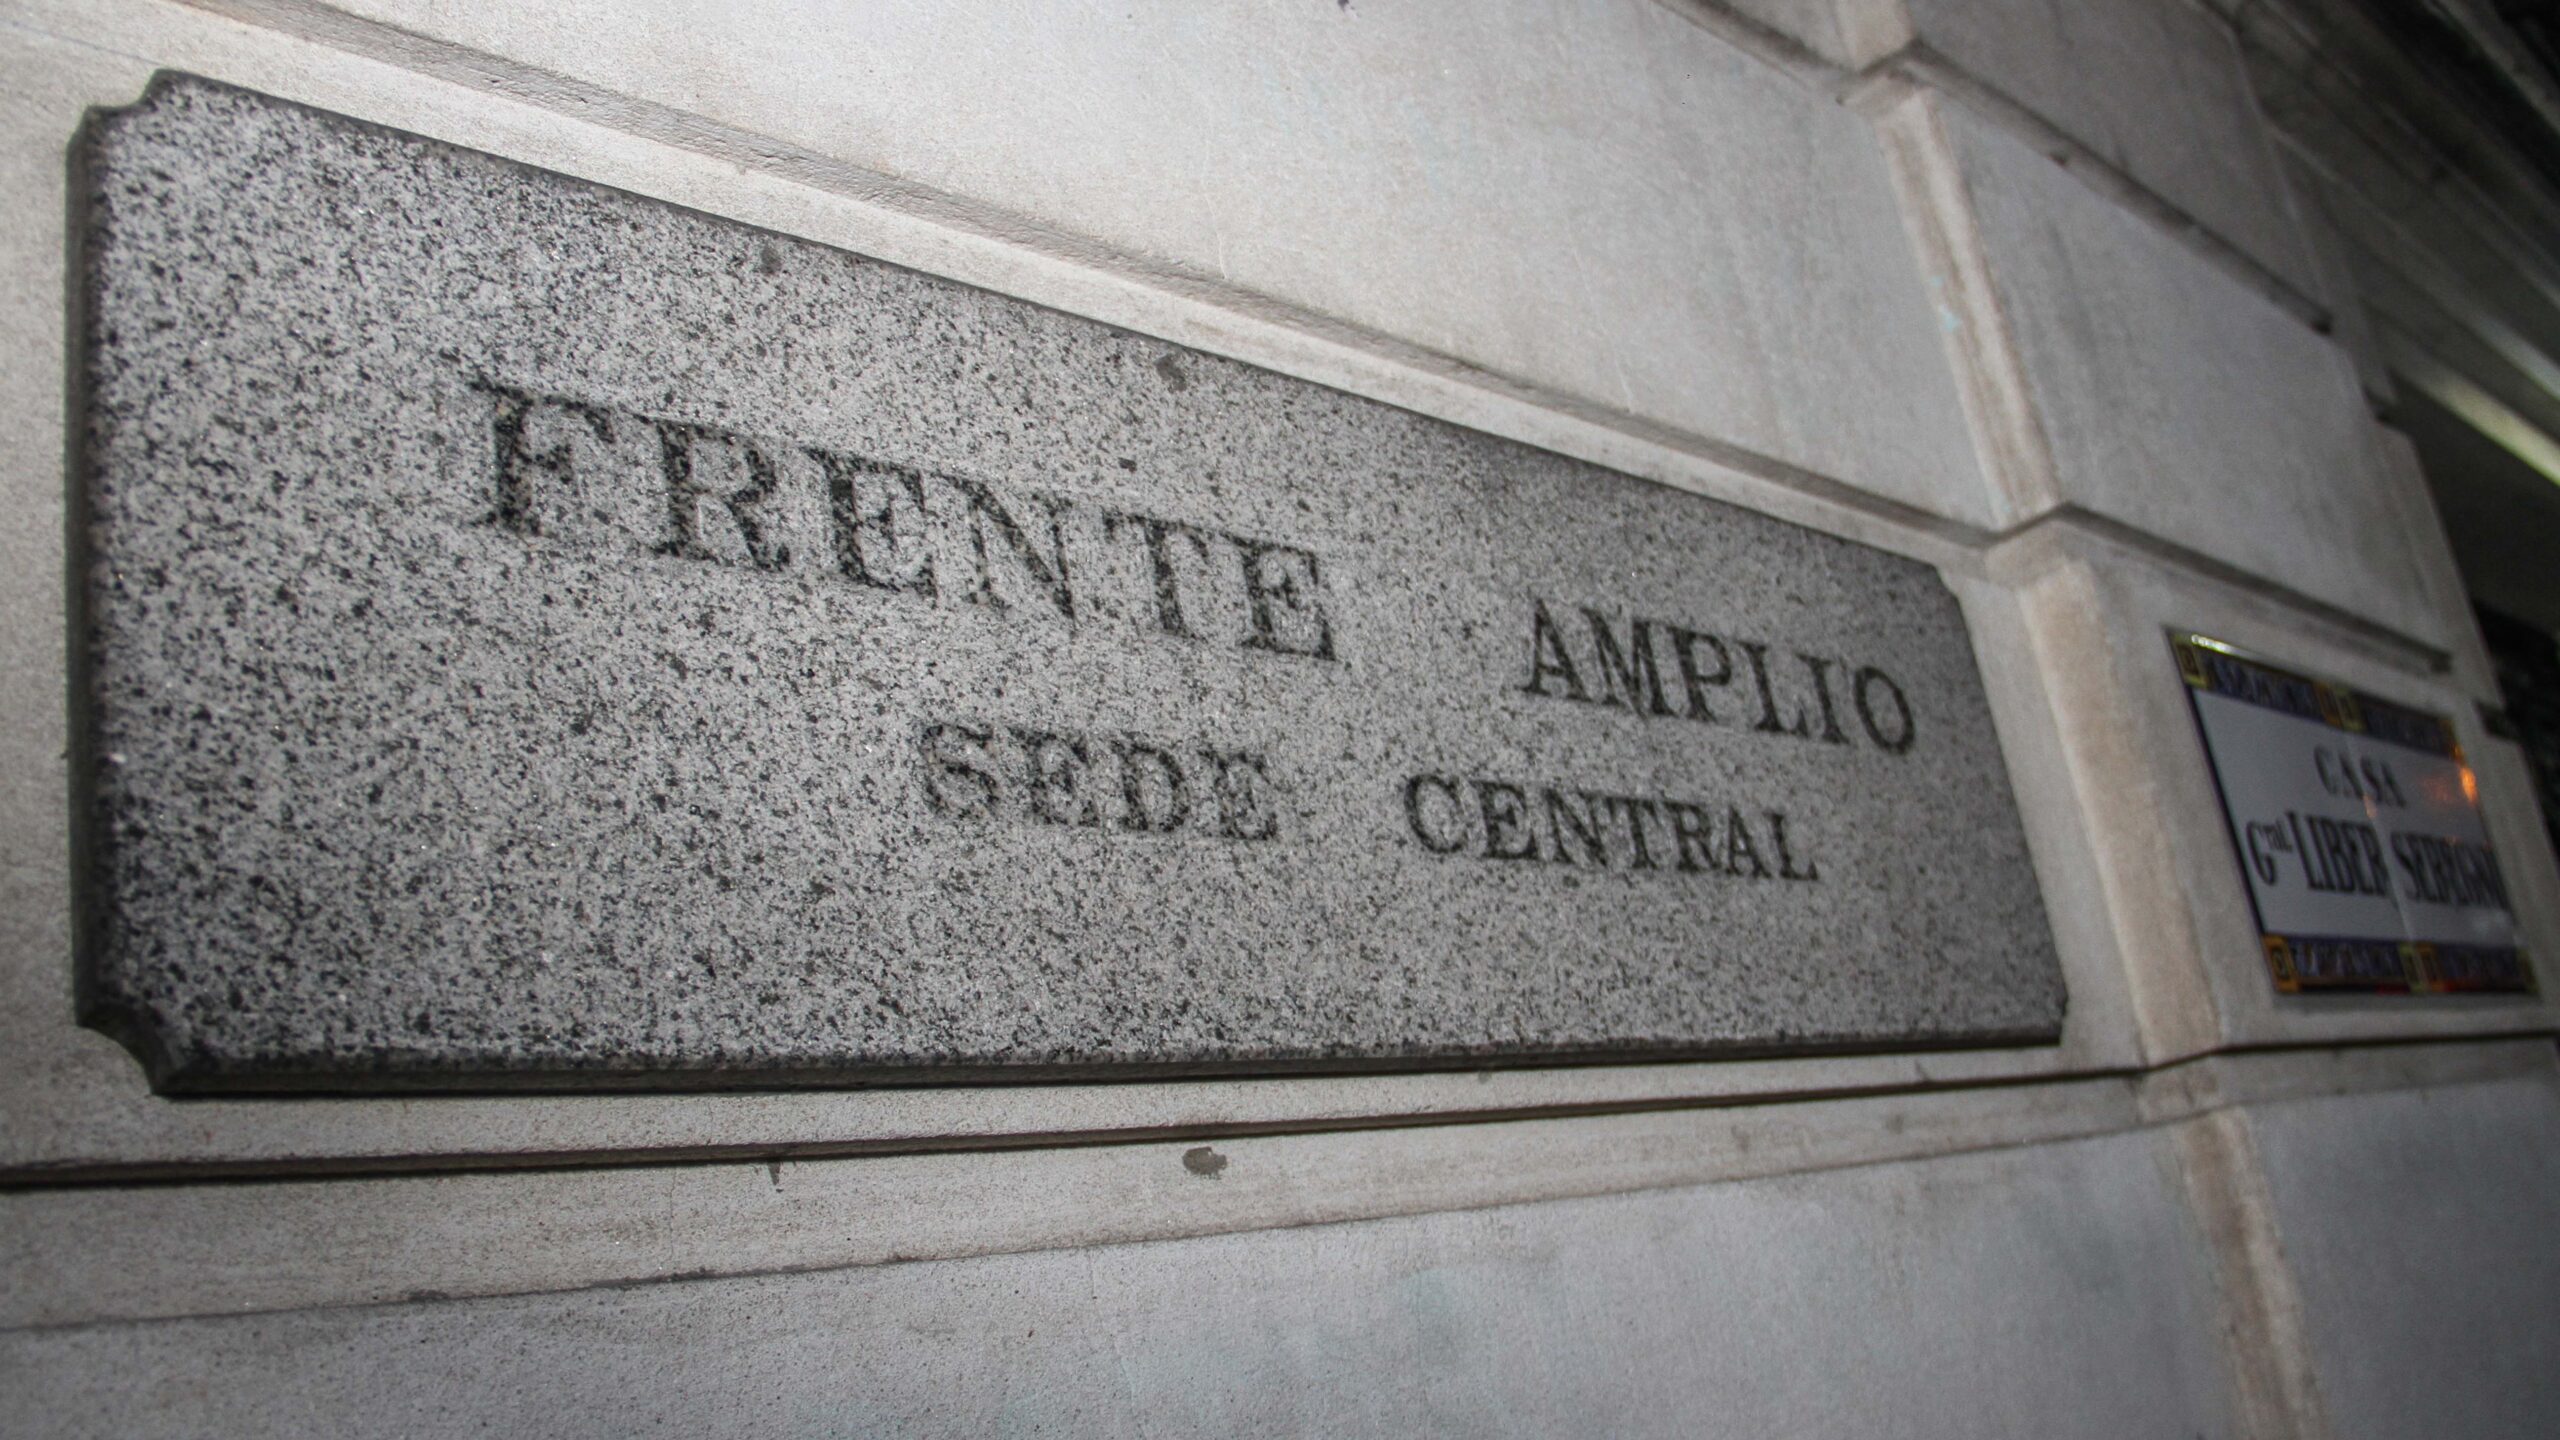 FRENTE AMPLIO
SEDE CENTRAL
CASA
Gral LIBER SEREGNI